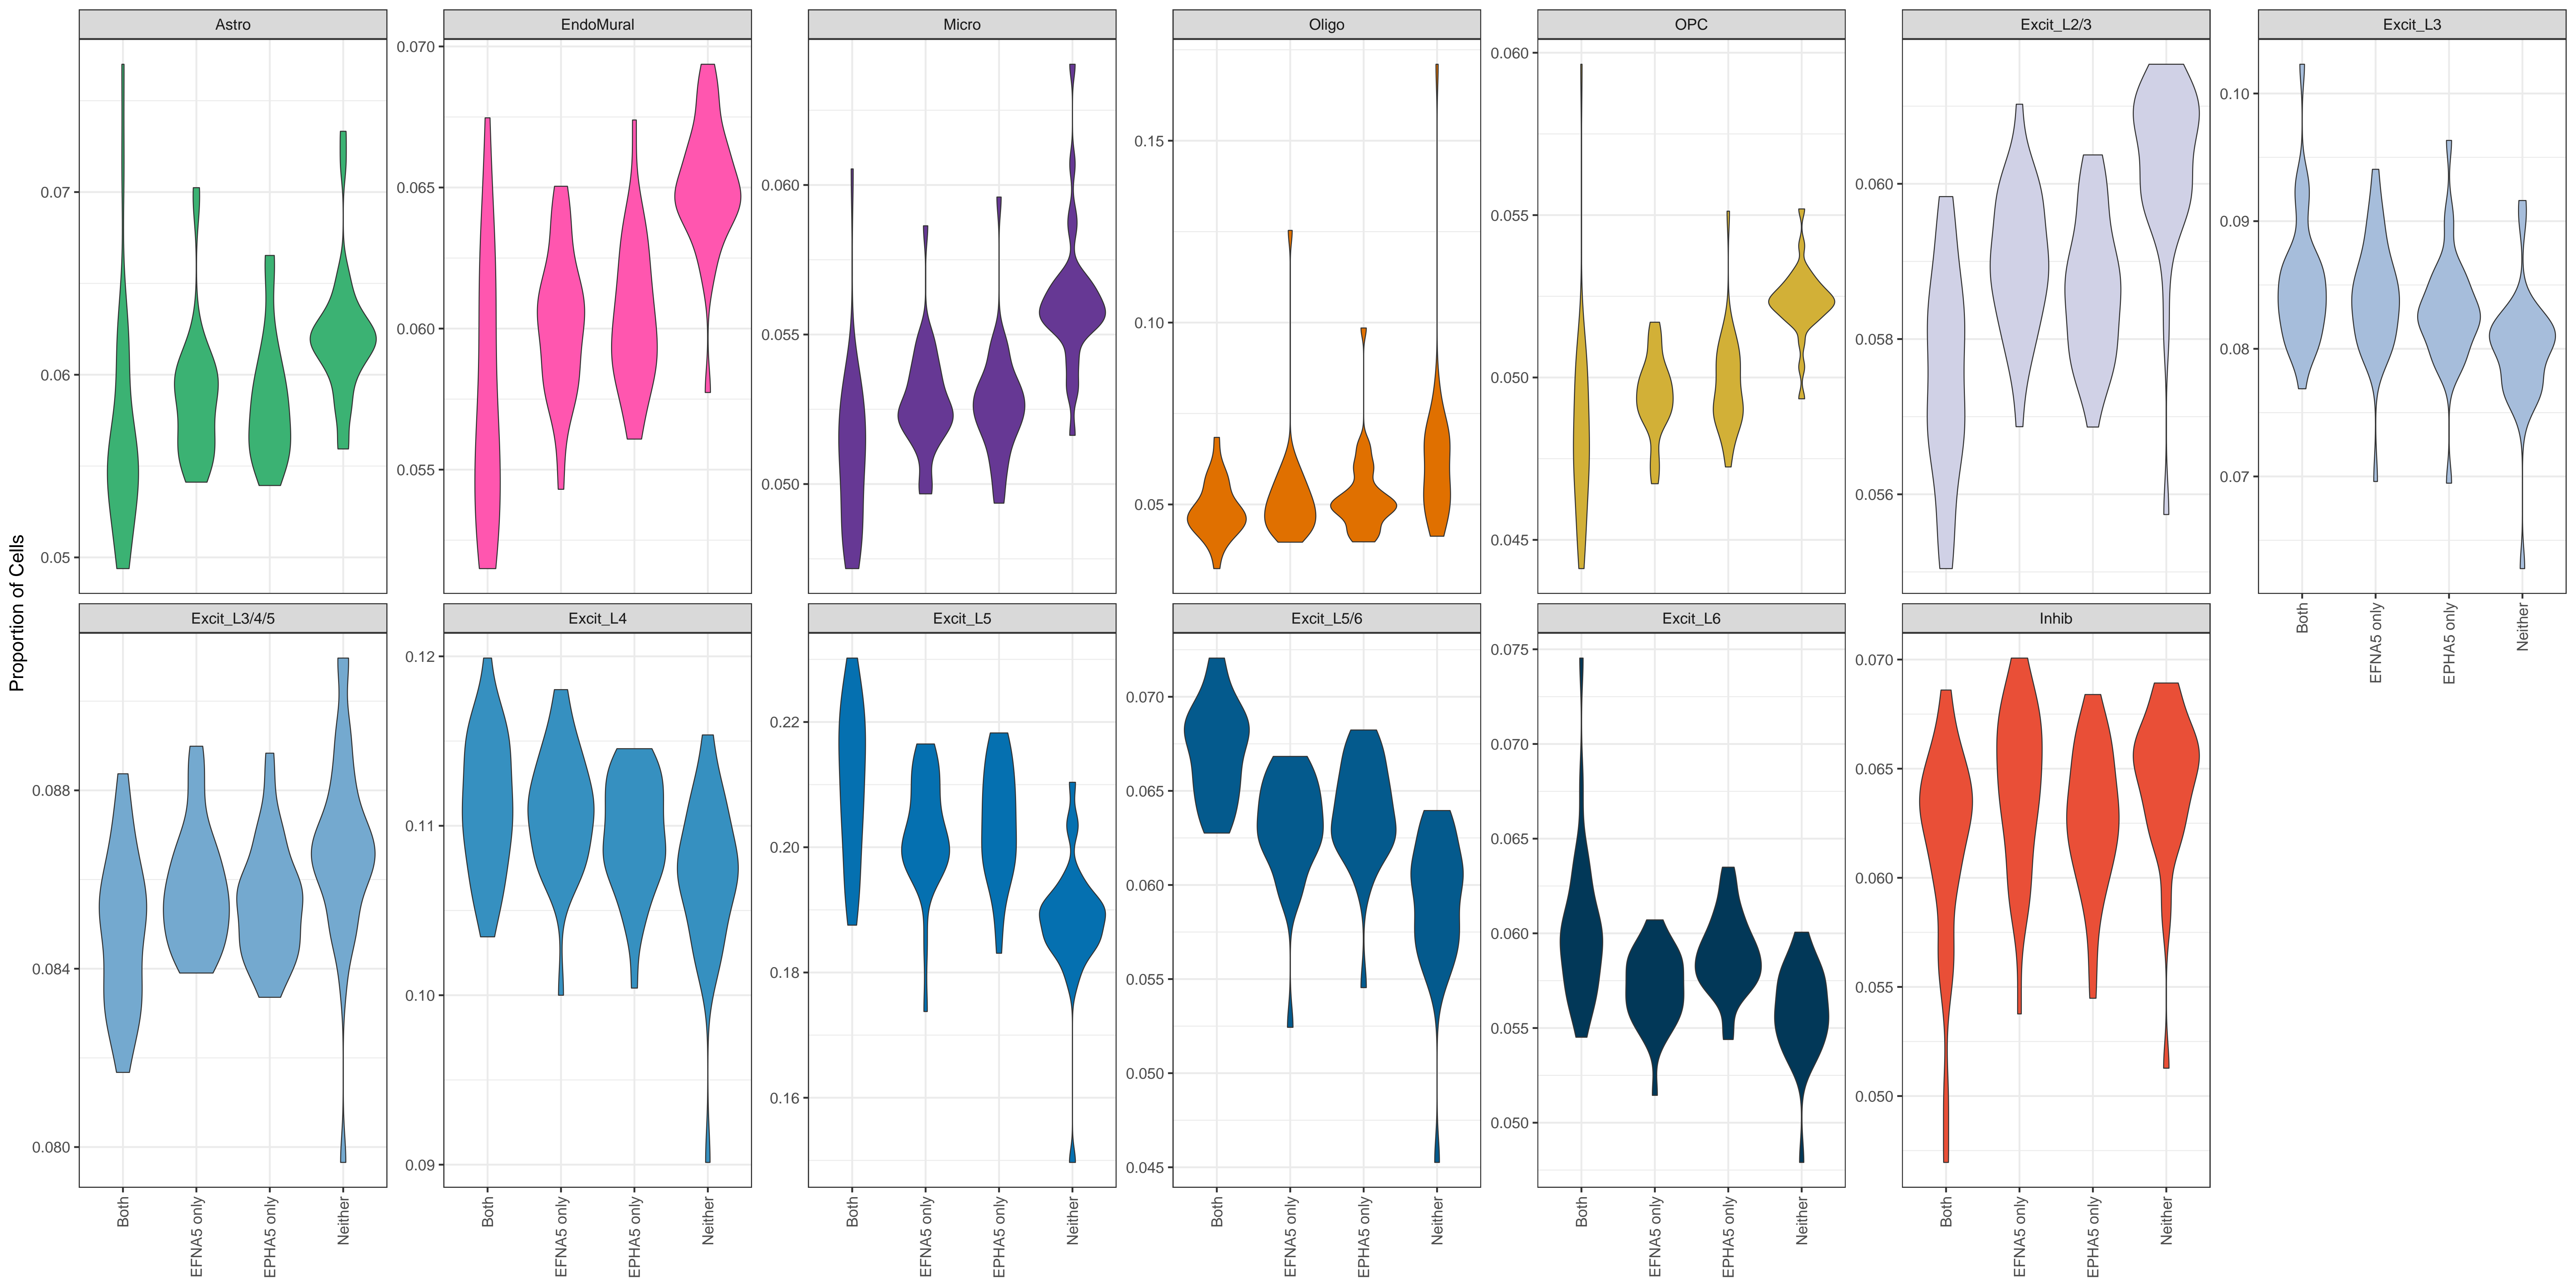 Proportion of Cells
Astro
0.07
0.06
0.05
EndoMural
0.070
0.065
0.060
0.055
Micro
0.060
0.055
0.050
Oligo
0.15
0.10
0.05
OPC
0.060
0.055
0.050
0.045
Excit_L2/3
0.060
0.058
0.056
Excit_L3
0.10
0.09
0.08
0.07
Both
EFNA5 only
EPHA5 only
Neither
Excit_L3/4/5
0.088
0.084
0.080
Both
EFNA5 only
EPHA5 only
Neither
Excit_L4
0.12
0.11
0.10
0.09
Both
EFNA5 only
EPHA5 only
Neither
Excit_L5
0.22
0.20
0.18
0.16
Both
EFNA5 only
EPHA5 only
Neither
Excit_L5/6
0.070
0.065
0.060
0.055
0.050
0.045
Both
EFNA5 only
EPHA5 only
Neither
Excit_L6
0.075
0.070
0.065
0.060
0.055
0.050
Both
EFNA5 only
EPHA5 only
Neither
Inhib
0.070
0.065
0.060
0.055
0.050
Both
EFNA5 only
EPHA5 only
Neither